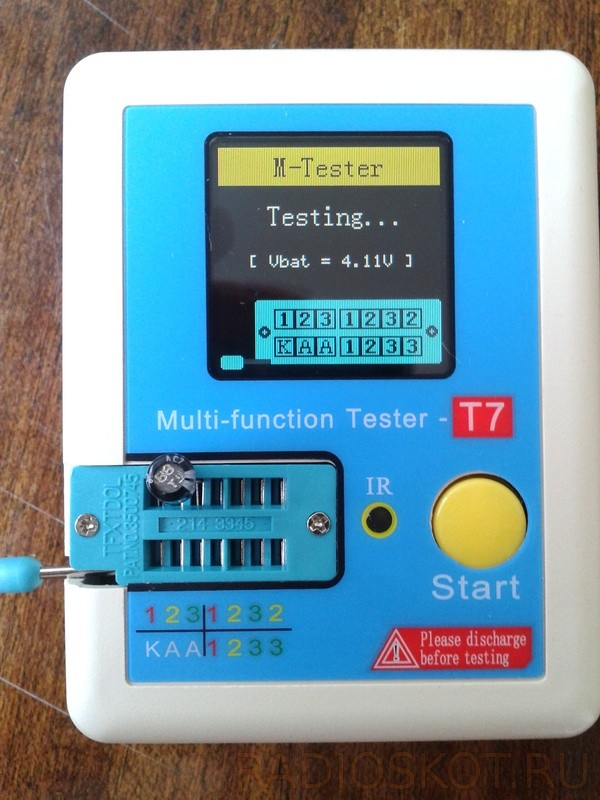 M-Tester
Testing...
[ Vbat = 4.11V ]
1 2 3 1 2 3 2
K A A 1 2 3 3
Multi-function Tester - T7
TEXTOOL
214-3345
IR
Start
1 2 3 1 2 3 2
K A A 1 2 3 3
Please discharge
before testing
RADIOSKOT.RU